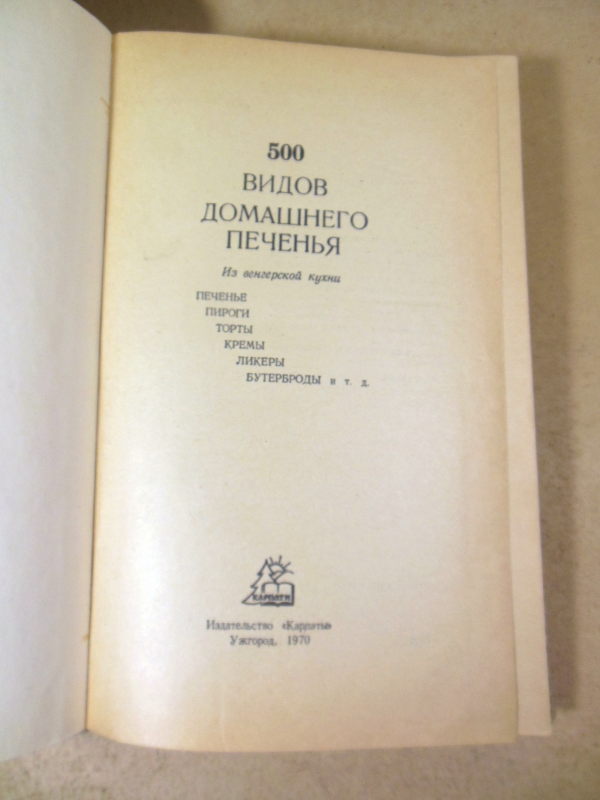 500
ВИДОВ
ДОМАШНЕГО
ПЕЧЕНЬЯ
Из венгерской кухни
ПЕЧЕНЬЕ
ПИРОГИ
ТОРТЫ
КРЕМЫ
ЛИКЕРЫ
БУТЕРБРОДЫ и т. д.
КАРПАТИ
Издательство «Карпаты»
Ужгород, 1970